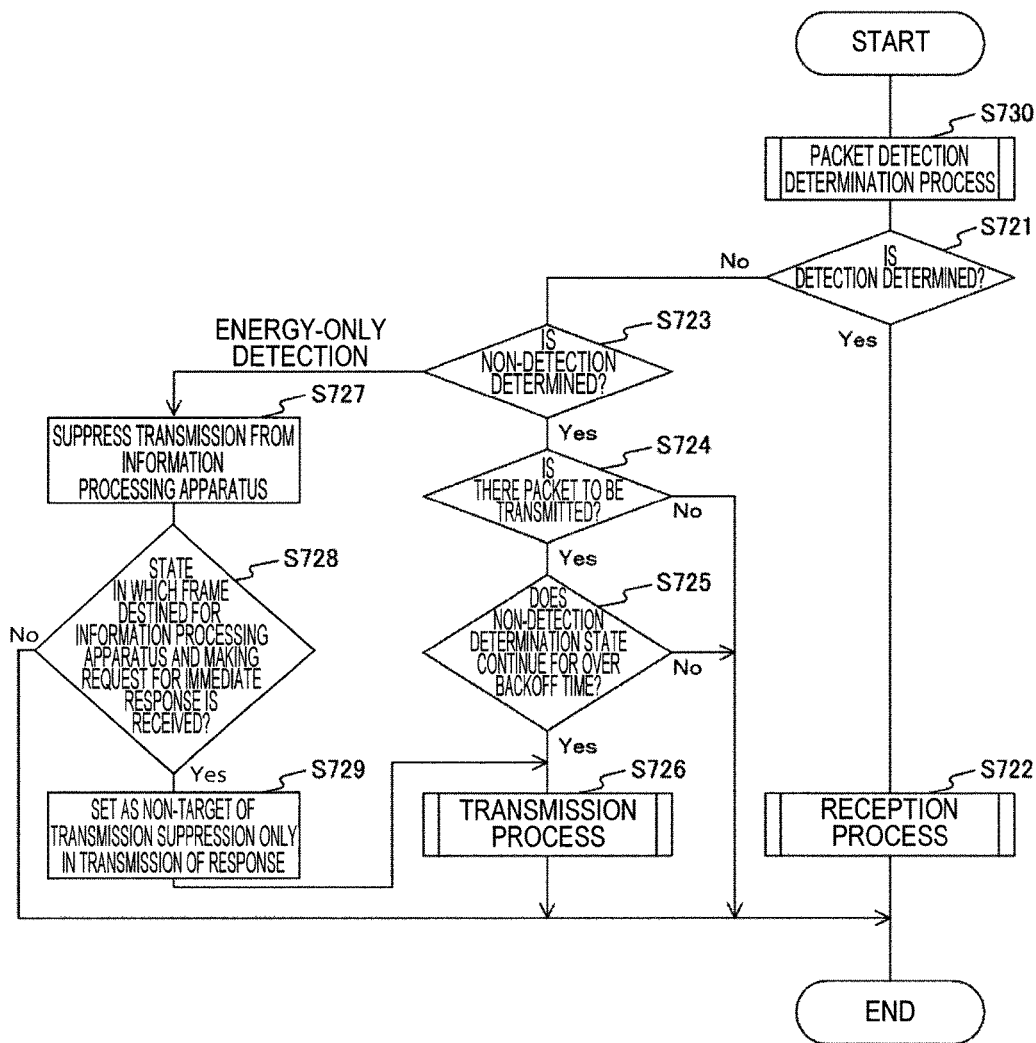 START
S730
PACKET DETECTION
DETERMINATION PROCESS
S721
IS
DETECTION DETERMINED?
No
Yes
S723
IS
NON-DETECTION
DETERMINED?
ENERGY-ONLY
DETECTION
Yes
S727
SUPPRESS TRANSMISSION FROM
INFORMATION
PROCESSING APPARATUS
S724
IS
THERE PACKET TO BE
TRANSMITTED?
No
Yes
S728
STATE
IN WHICH FRAME
DESTINED FOR
INFORMATION PROCESSING
APPARATUS AND MAKING
REQUEST FOR IMMEDIATE
RESPONSE IS
RECEIVED?
No
Yes
S725
DOES
NON-DETECTION
DETERMINATION STATE
CONTINUE FOR OVER
BACKOFF TIME?
No
Yes
S729
SET AS NON-TARGET OF
TRANSMISSION SUPPRESSION ONLY
IN TRANSMISSION OF RESPONSE
S726
TRANSMISSION
PROCESS
S722
RECEPTION
PROCESS
END